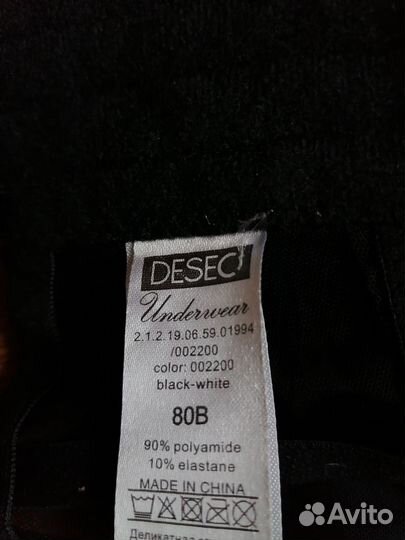 DESEO
Underwear
2.1.2.19.06.59.01994
/002200
color: 002200
black-white
80B
90% polyamide
10% elastane
MADE IN CHINA
Деликатная
Avito